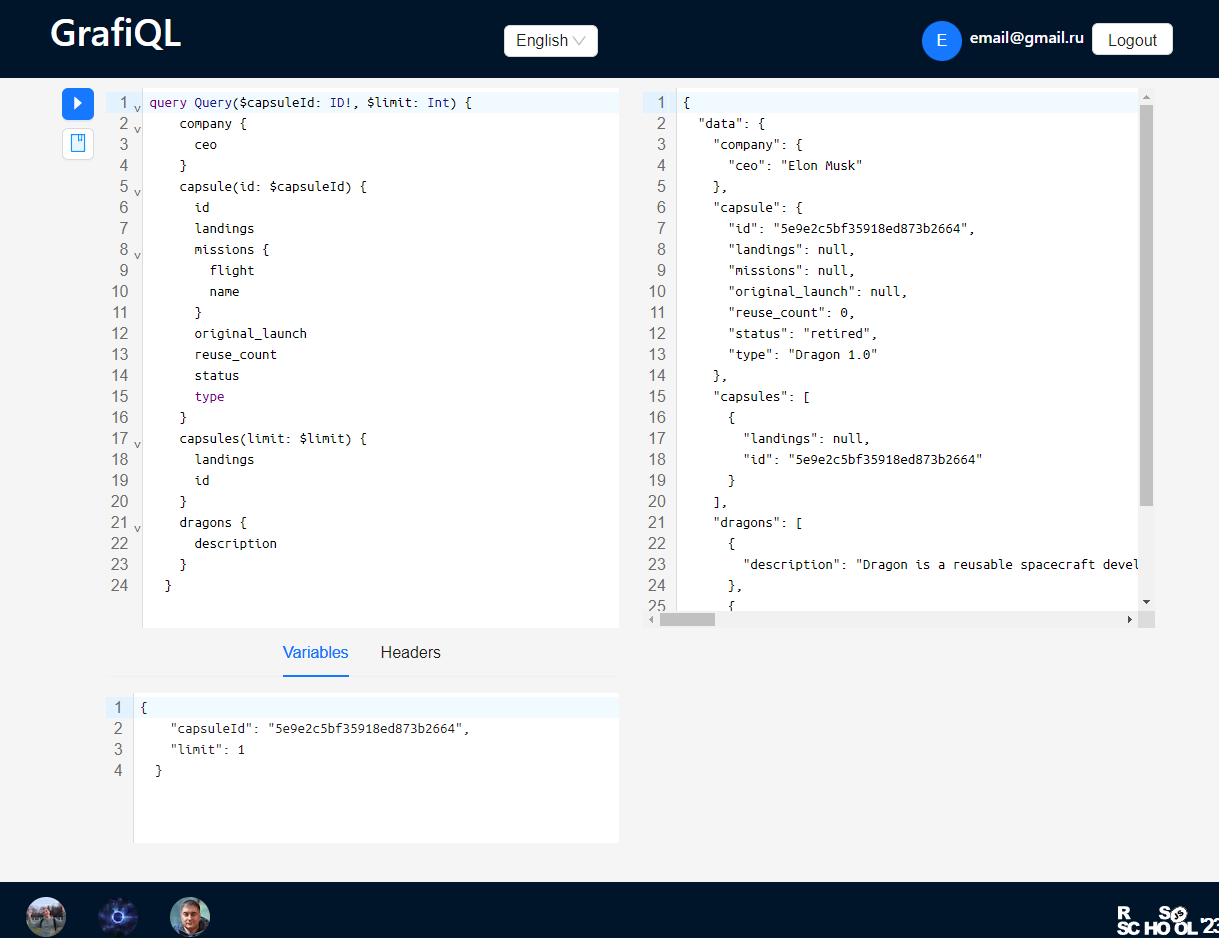 GrafiQL
English
E
email@gmail.ru
Logout
1 query Query($capsuleId: ID!, $limit: Int) {
2 company {
3 ceo
4 }
5 capsule(id: $capsuleId) {
6 id
7 landings
8 missions {
9 flight
10 name
11 }
12 original_launch
13 reuse_count
14 status
15 type
16 }
17 capsules(limit: $limit) {
18 landings
19 id
20 }
21 dragons {
22 description
23 }
24 }
1 {
2 "data": {
3 "company": {
4 "ceo": "Elon Musk"
5 },
6 "capsule": {
7 "id": "5e9e2c5bf35918ed873b2664",
8 "landings": null,
9 "missions": null,
10 "original_launch": null,
11 "reuse_count": 0,
12 "status": "retired",
13 "type": "Dragon 1.0"
14 },
15 "capsules": [
16 {
17 "landings": null,
18 "id": "5e9e2c5bf35918ed873b2664"
19 }
20 ],
21 "dragons": [
22 {
23 "description": "Dragon is a reusable spacecraft devel
24 },
25 {
Variables
Headers
1 {
2 "capsuleId": "5e9e2c5bf35918ed873b2664",
3 "limit": 1
4 }
R S
SCHOOL '23